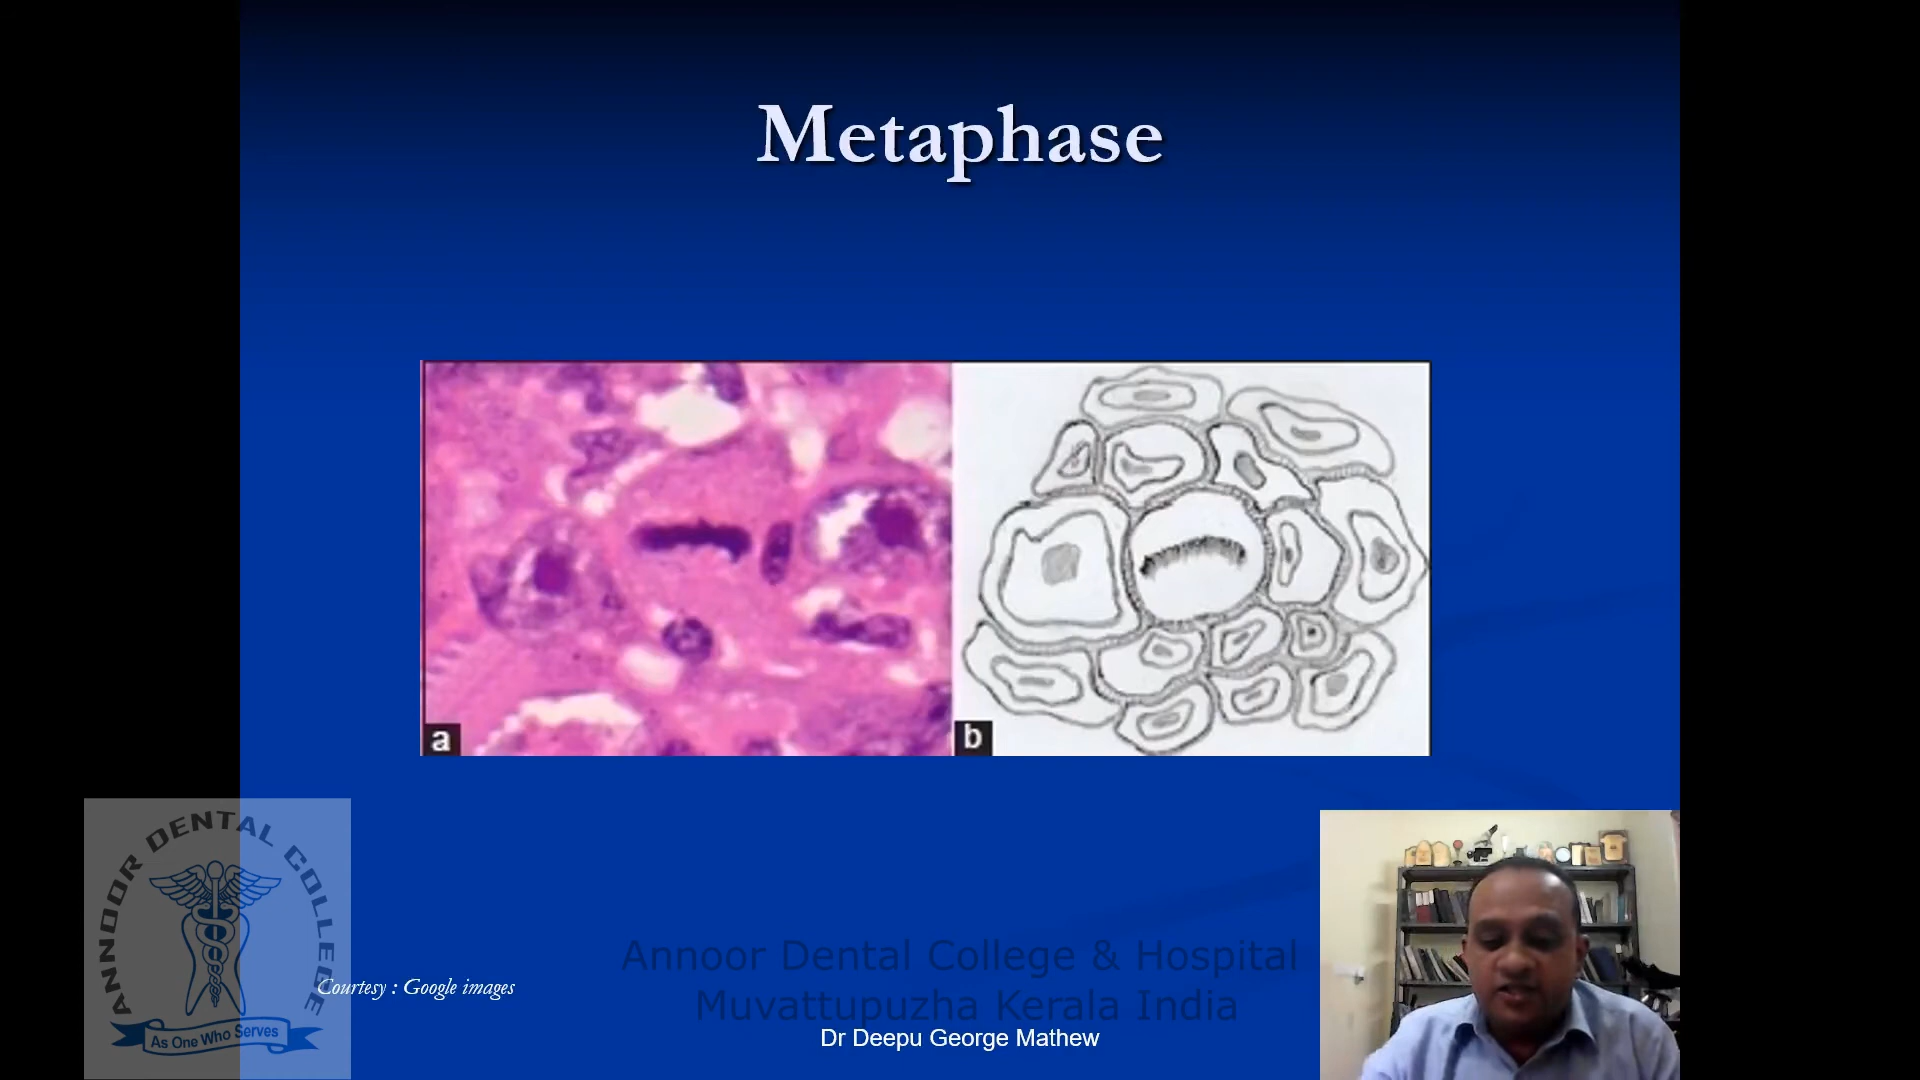 Metaphase
a
b
ANNOOR DENTAL COLLEGE
As One Who Serves
Courtesy : Google images
Annoor Dental College & Hospital
Muvattupuzha Kerala India
Dr Deepu George Mathew